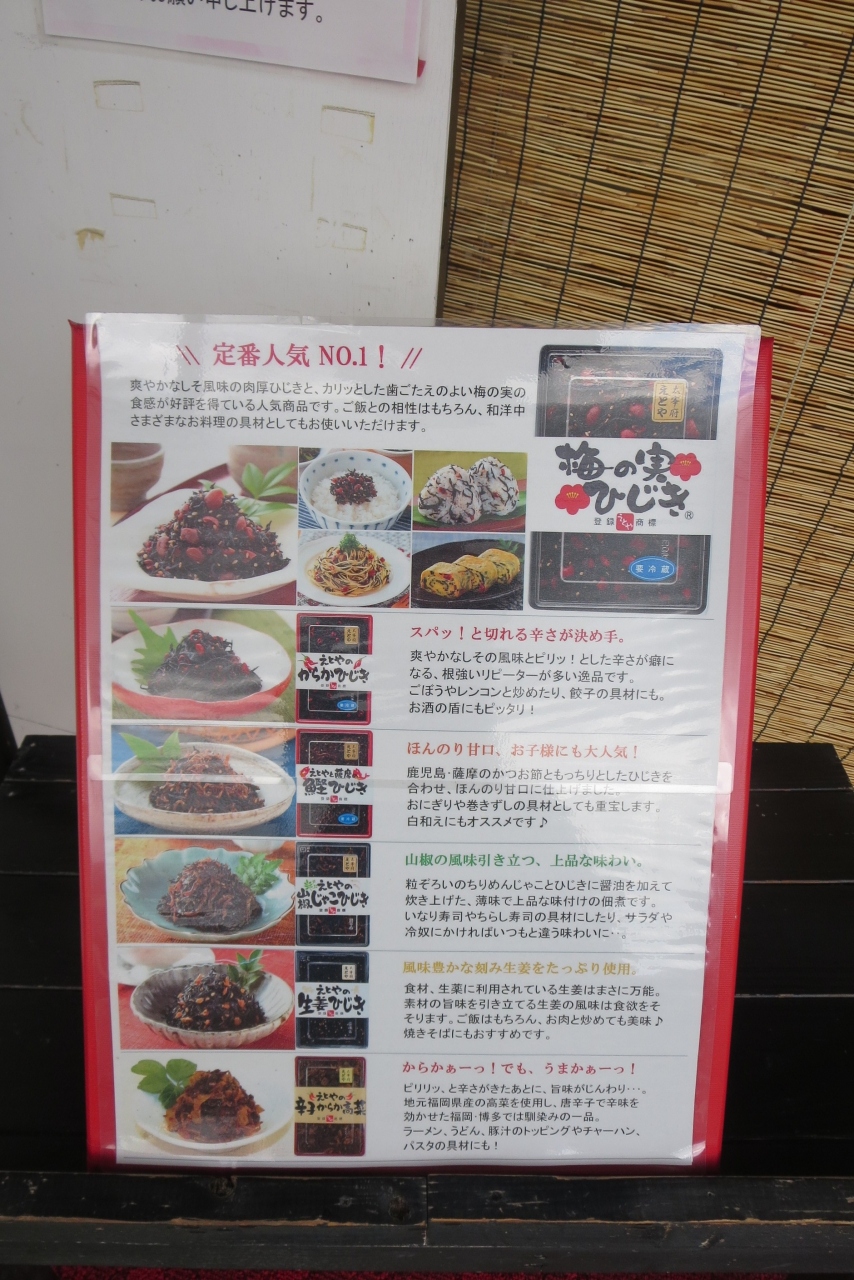 願い申し上げます。
\\ 定番人気 NO.1! //
爽やかなしそ風味の肉厚ひじきと、カリッとした歯ごたえのよい梅の実の
食感が好評を得ている人気商品です。ご飯との相性はもちろん、和洋中
さまざまなお料理の具材としてもお使いいただけます。
太宰府
えとや
梅の実
ひじき®
登録 えとや 商標
要冷蔵
えとやの
からかひじき
スパッ!と切れる辛さが決め手。
爽やかなしその風味とピリッ!とした辛さが癖に
なる、根強いリピーターが多い逸品です。
ごぼうやレンコンと炒めたり、餃子の具材にも。
お酒の盾にもピッタリ!
えとやと薩摩
鰹ひじき
ほんのり甘口、お子様にも大人気!
鹿児島・薩摩のかつお節ともっちりとしたひじきを
合わせ、ほんのり甘口に仕上げました。
おにぎりや巻きずしの具材としても重宝します。
白和えにもオススメです♪
えとやの
山椒じゃこひじき
山椒の風味引き立つ、上品な味わい。
粒ぞろいのちりめんじゃことひじきに醤油を加えて
炊き上げた、薄味で上品な味付けの佃煮です。
いなり寿司やちらし寿司の具材にしたり、サラダや
冷奴にかければいつもと違う味わいに‥。
えとやの
生姜ひじき
風味豊かな刻み生姜をたっぷり使用。
食材、生薬に利用されている生姜はまさに万能。
素材の旨味を引き立てる生姜の風味は食欲をそ
そります。ご飯はもちろん、お肉と炒めても美味♪
焼きそばにもおすすめです。
えとやの
辛子からか高菜
からかぁーっ!でも、うまかぁーっ!
ピリリッ、と辛さがきたあとに、旨味がじんわり‥・。
地元福岡県産の高菜を使用し、唐辛子で辛味を
効かせた福岡・博多では馴染みの一品。
ラーメン、うどん、豚汁のトッピングやチャーハン、
パスタの具材にも!